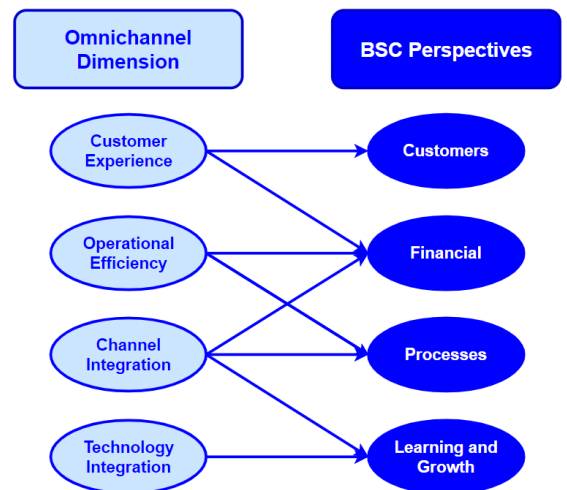 Omnichannel
Dimension
BSC Perspectives
Customer
Experience
Customers
Operational
Efficiency
Financial
Channel
Integration
Processes
Technology
Integration
Learning and
Growth